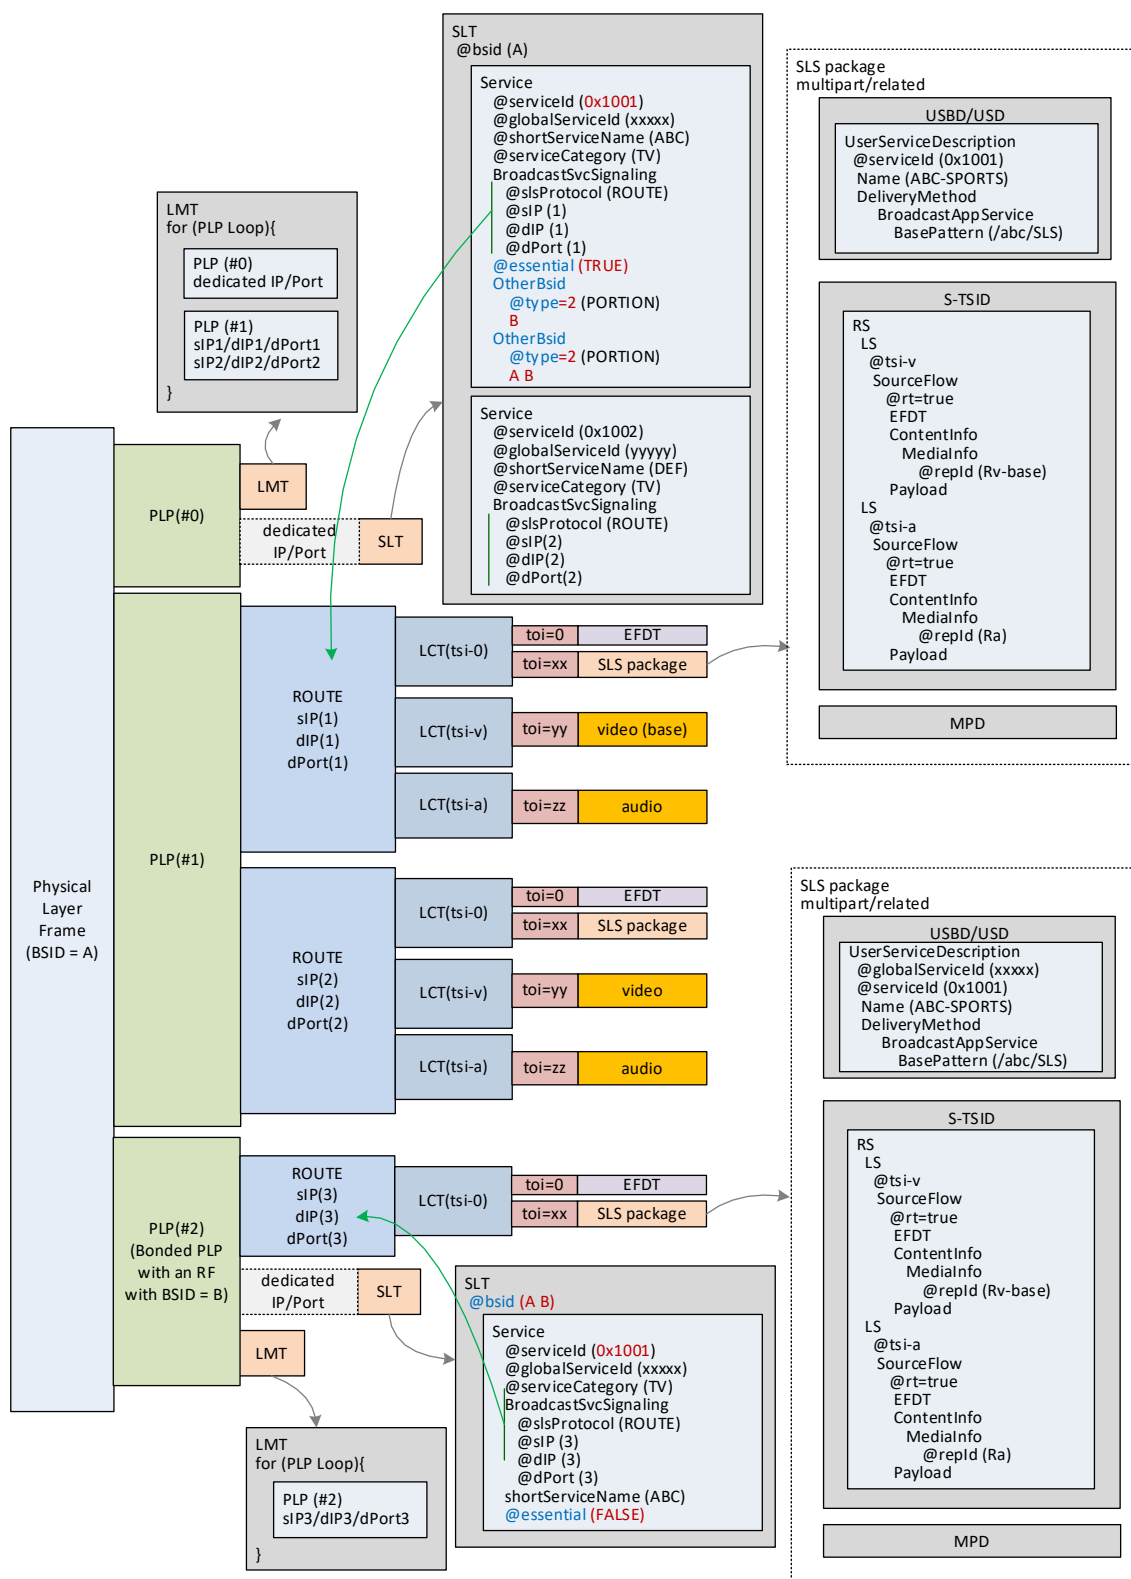 SLT
@bsid (A)
Service
@serviceId (0x1001)
@globalServiceId (xxxxx)
@shortServiceName (ABC)
@serviceCategory (TV)
BroadcastSvcSignaling
@slsProtocol (ROUTE)
@sIP (1)
@dIP (1)
@dPort (1)
@essential (TRUE)
OtherBsid
@type=2 (PORTION)
B
OtherBsid
@type=2 (PORTION)
A B
Service
@serviceId (0x1002)
@globalServiceId (yyyyy)
@shortServiceName (DEF)
@serviceCategory (TV)
BroadcastSvcSignaling
@slsProtocol (ROUTE)
@sIP(2)
@dIP(2)
@dPort(2)
SLS package
multipart/related
USBD/USD
UserServiceDescription
@serviceId (0x1001)
Name (ABC-SPORTS)
DeliveryMethod
BroadcastAppService
BasePattern (/abc/SLS)
S-TSID
RS
LS
@tsi-v
SourceFlow
@rt=true
EFDT
ContentInfo
MediaInfo
@repId (Rv-base)
Payload
LS
@tsi-a
SourceFlow
@rt=true
EFDT
ContentInfo
MediaInfo
@repId (Ra)
Payload
MPD
LMT
for (PLP Loop){
PLP (#0)
dedicated IP/Port
PLP (#1)
sIP1/dIP1/dPort1
sIP2/dIP2/dPort2
}
Physical
Layer
Frame
(BSID = A)
PLP(#0)
LMT
dedicated
IP/Port
SLT
PLP(#1)
ROUTE
sIP(1)
dIP(1)
dPort(1)
LCT(tsi-0)
toi=0
EFDT
toi=xx
SLS package
LCT(tsi-v)
toi=yy
video (base)
LCT(tsi-a)
toi=zz
audio
ROUTE
sIP(2)
dIP(2)
dPort(2)
LCT(tsi-0)
toi=0
EFDT
toi=xx
SLS package
LCT(tsi-v)
toi=yy
video
LCT(tsi-a)
toi=zz
audio
PLP(#2)
(Bonded PLP
with an RF
with BSID = B)
ROUTE
sIP(3)
dIP(3)
dPort(3)
LCT(tsi-0)
toi=0
EFDT
toi=xx
SLS package
dedicated
IP/Port
SLT
LMT
LMT
for (PLP Loop){
PLP (#2)
sIP3/dIP3/dPort3
}
SLT
@bsid (A B)
Service
@serviceId (0x1001)
@globalServiceId (xxxxx)
@serviceCategory (TV)
BroadcastSvcSignaling
@slsProtocol (ROUTE)
@sIP (3)
@dIP (3)
@dPort (3)
shortServiceName (ABC)
@essential (FALSE)
SLS package
multipart/related
USBD/USD
UserServiceDescription
@globalServiceId (xxxxx)
@serviceId (0x1001)
Name (ABC-SPORTS)
DeliveryMethod
BroadcastAppService
BasePattern (/abc/SLS)
S-TSID
RS
LS
@tsi-v
SourceFlow
@rt=true
EFDT
ContentInfo
MediaInfo
@repId (Rv-base)
Payload
LS
@tsi-a
SourceFlow
@rt=true
EFDT
ContentInfo
MediaInfo
@repId (Ra)
Payload
MPD